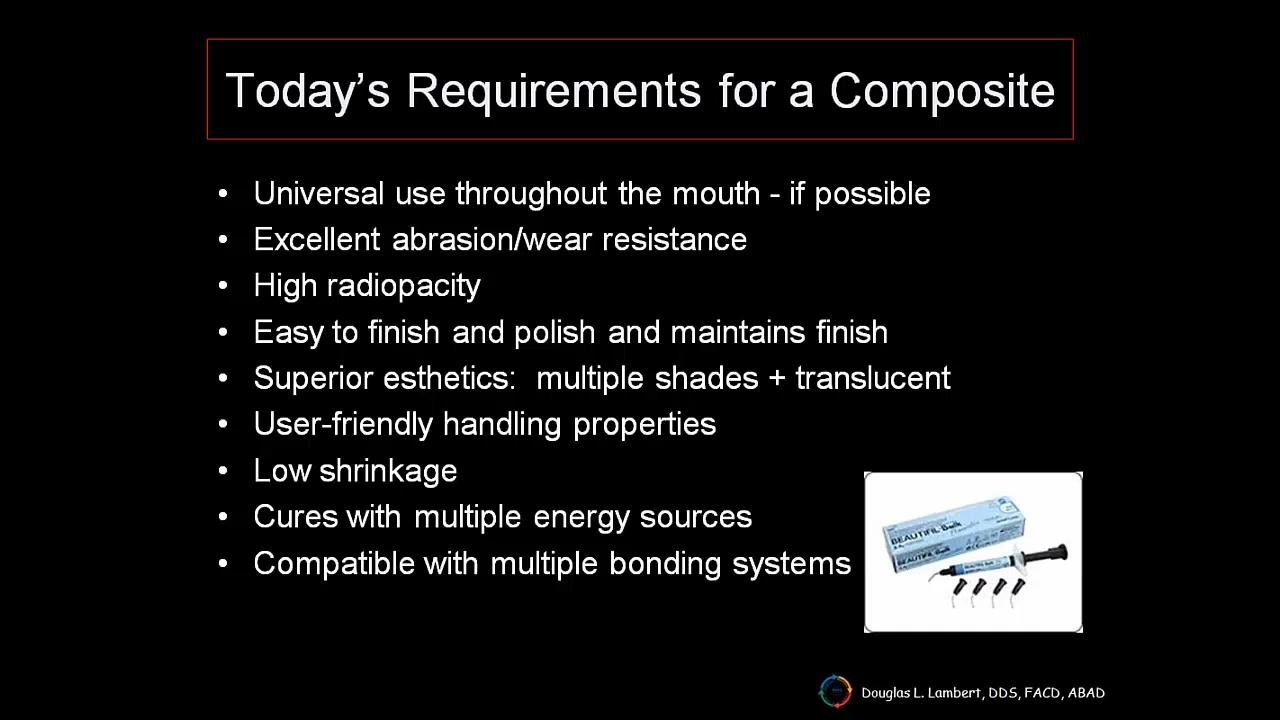 Today's Requirements for a Composite
• Universal use throughout the mouth - if possible
• Excellent abrasion/wear resistance
• High radiopacity
• Easy to finish and polish and maintains finish
• Superior esthetics:  multiple shades + translucent
• User-friendly handling properties
• Low shrinkage
• Cures with multiple energy sources
• Compatible with multiple bonding systems
BEAUTIFIL-Bulk
Douglas L. Lambert, DDS, FACD, ABAD